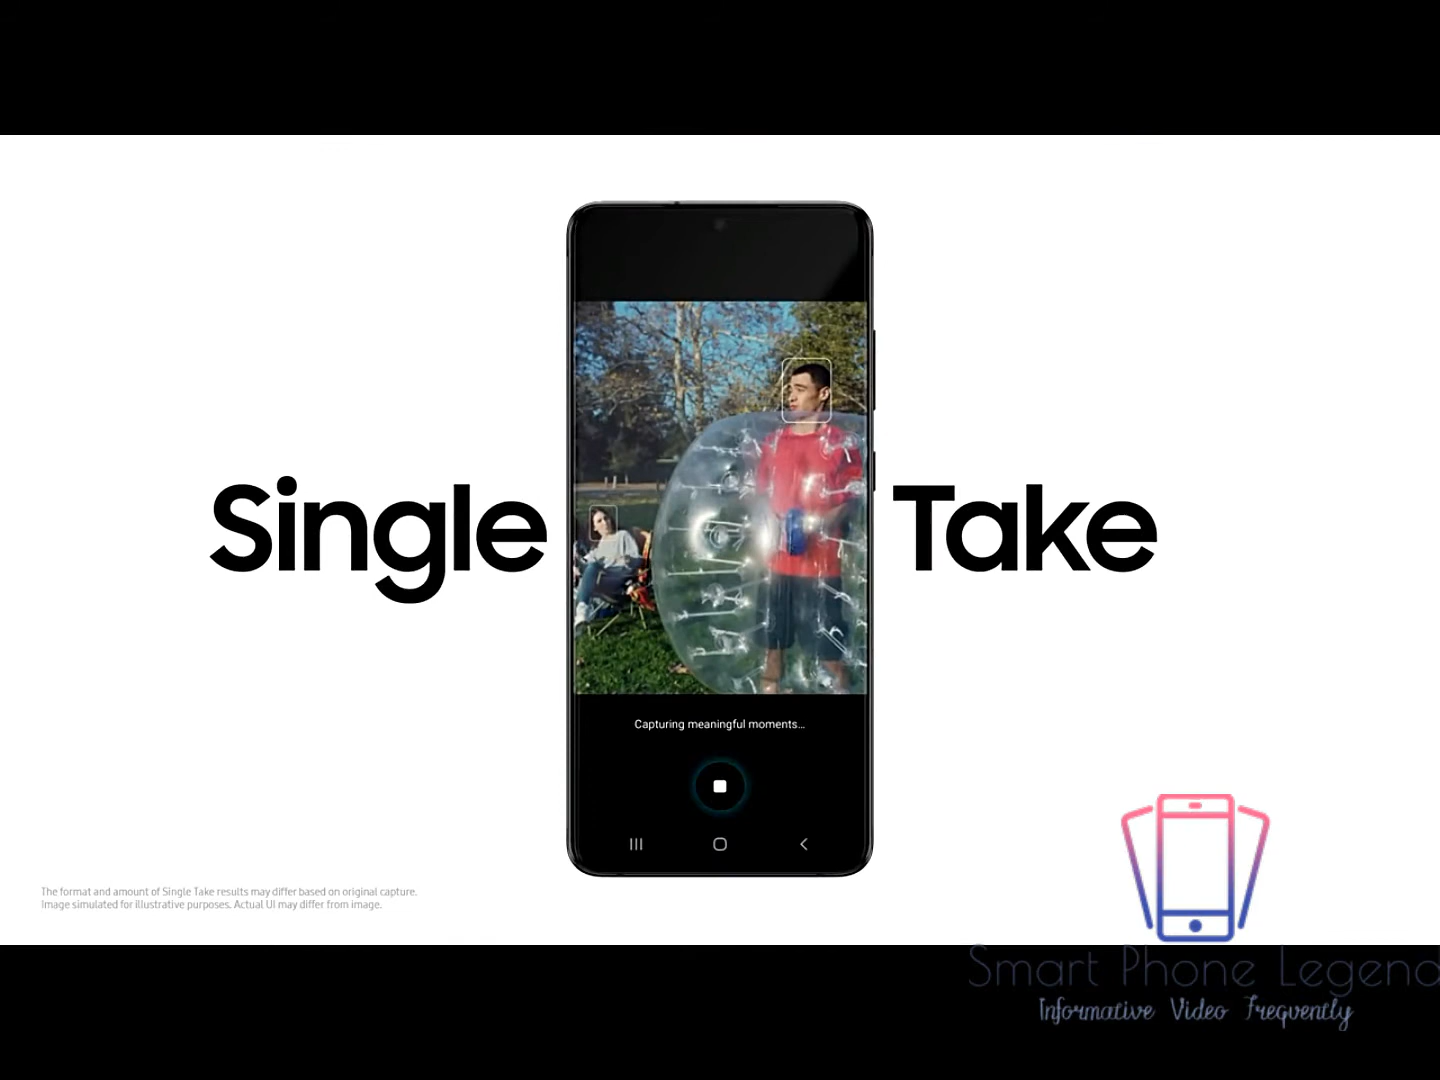 Single Take
Capturing meaningful moments...
The format and amount of Single Take results may differ based on original capture.
Image simulated for illustrative purposes. Actual UI may differ from image.
Smart Phone Legend
Informative Video Frequently